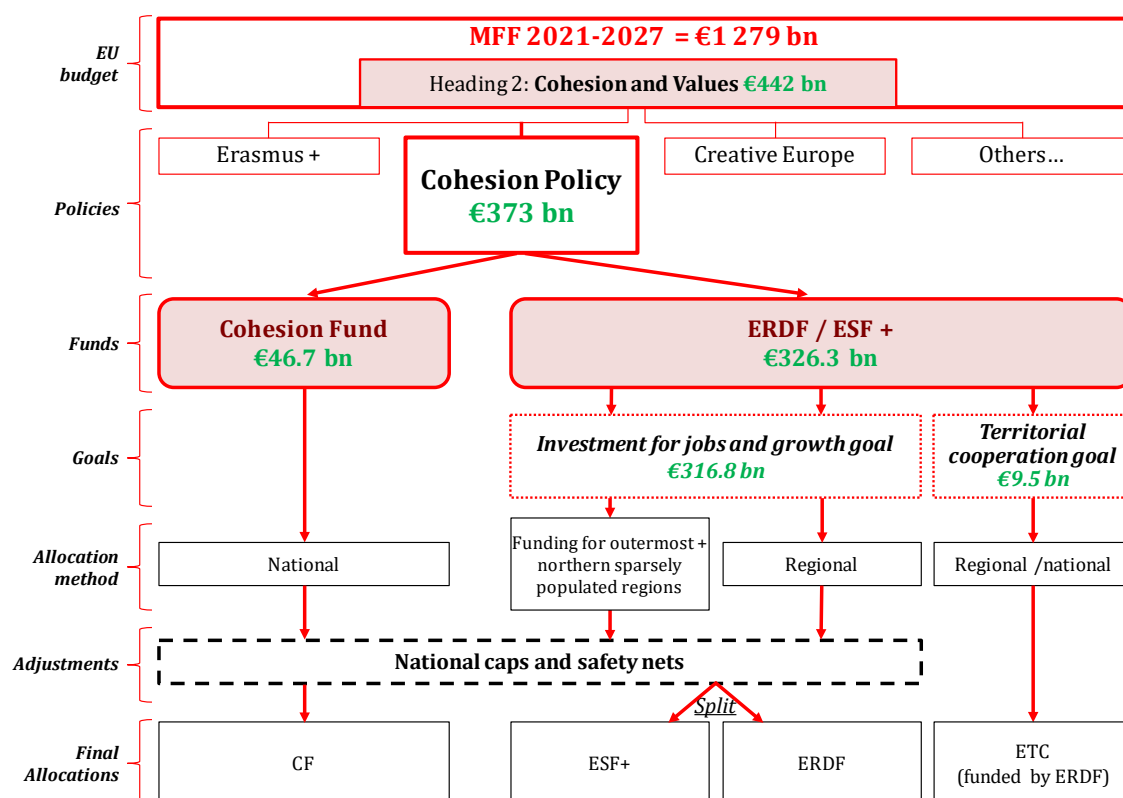 EU
budget
MFF 2021-2027 = €1 279 bn
Heading 2: Cohesion and Values €442 bn
Policies
Erasmus +
Cohesion Policy
€373 bn
Creative Europe
Others...
Funds
Cohesion Fund
€46.7 bn
ERDF / ESF +
€326.3 bn
Goals
Investment for jobs and growth goal
€316.8 bn
Territorial
cooperation goal
€9.5 bn
Allocation
method
National
Funding for outermost +
northern sparsely
populated regions
Regional
Regional /national
Adjustments
National caps and safety nets
Split
Final
Allocations
CF
ESF+
ERDF
ETC
(funded by ERDF)